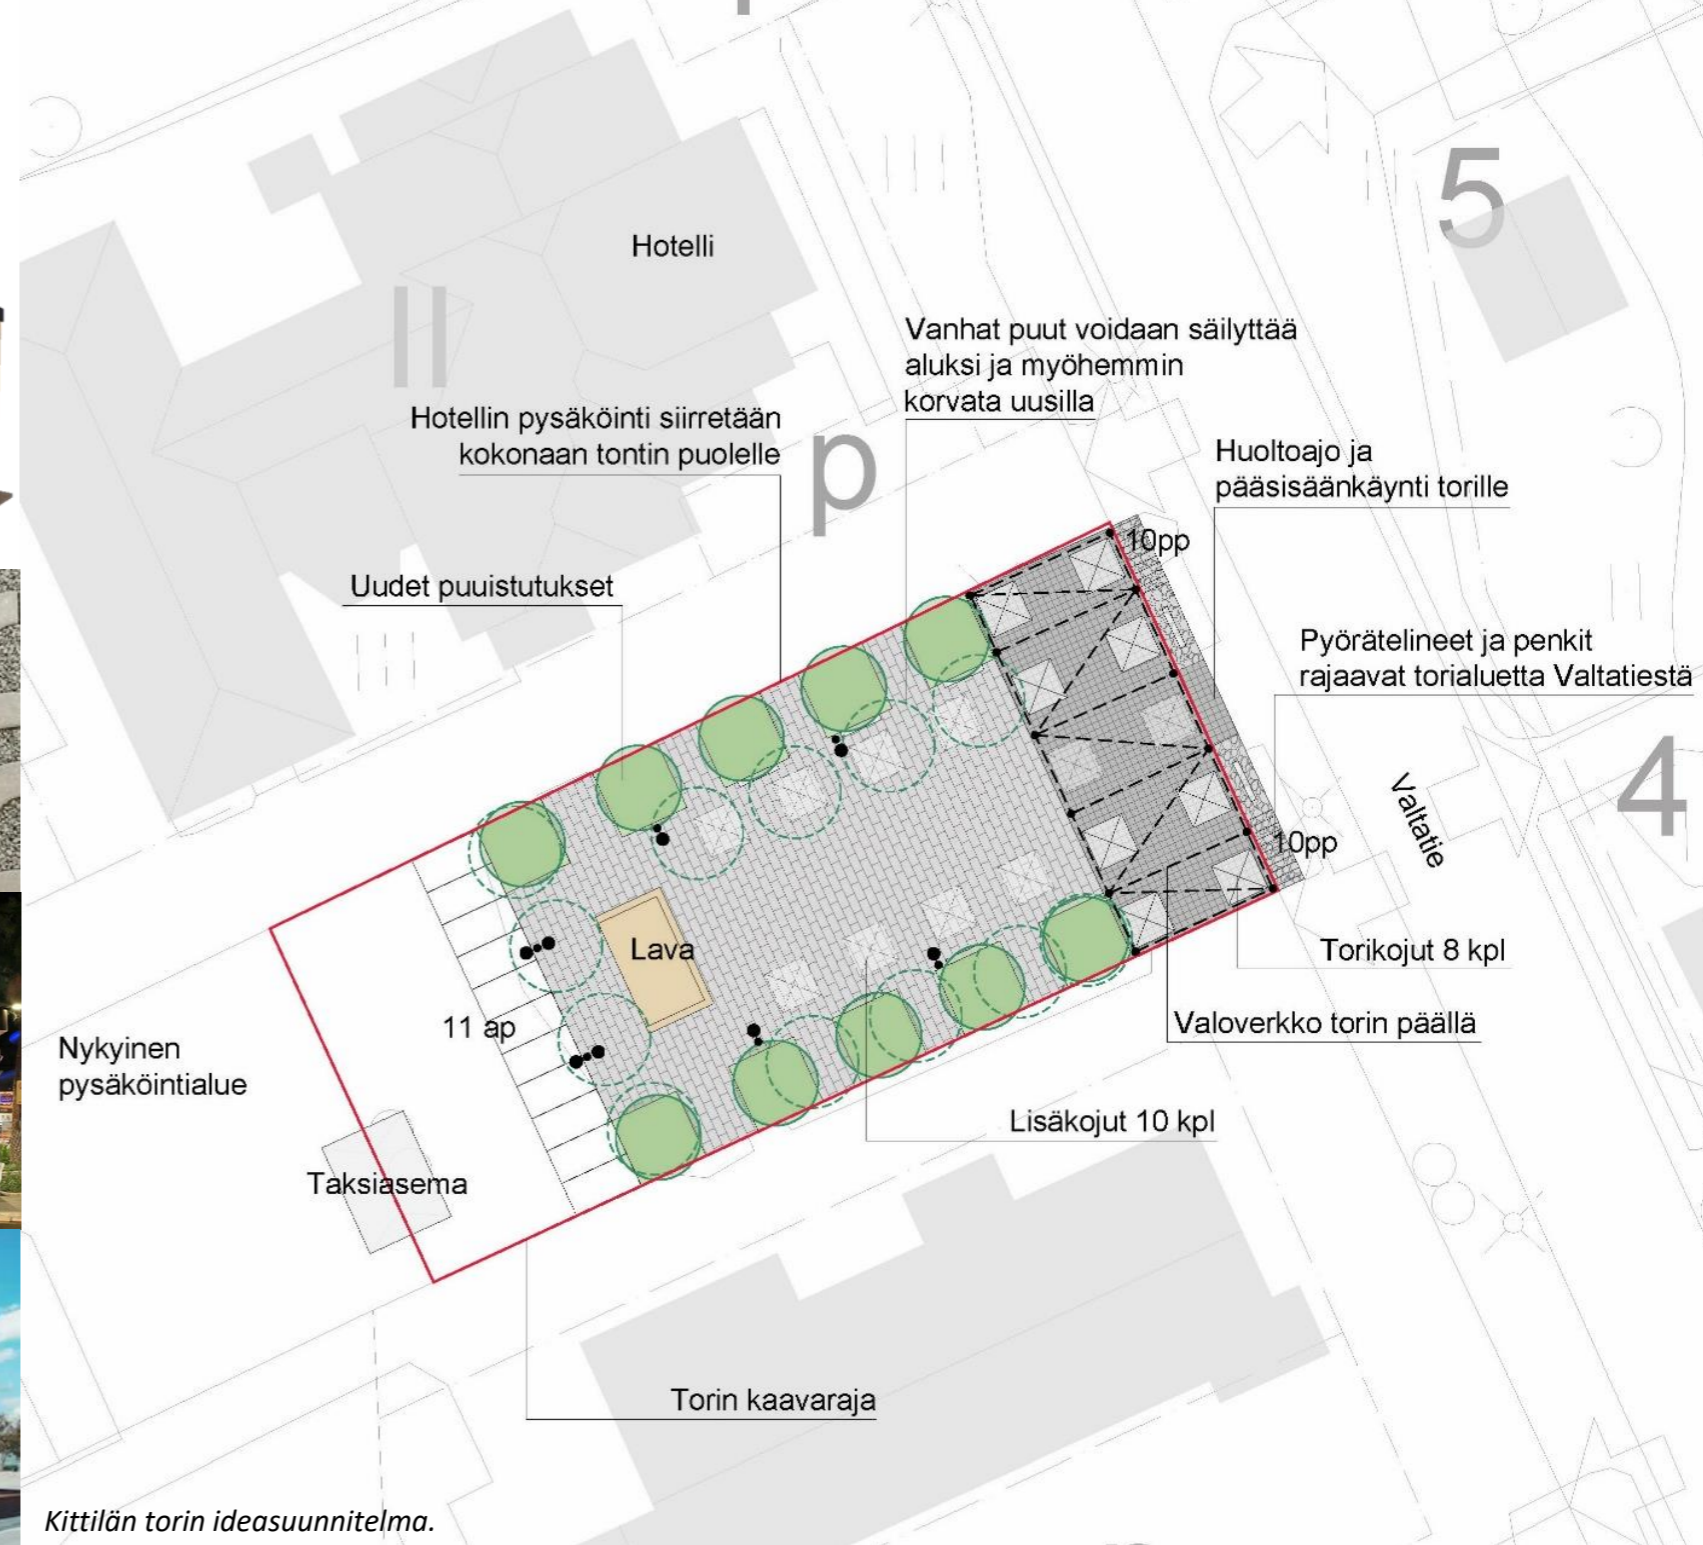 5
Hotelli
II
Vanhat puut voidaan säilyttää
aluksi ja myöhemmin
korvata uusilla
Hotellin pysäköinti siirretään
kokonaan tontin puolelle
p
Huoltoajo ja
pääsisäänkäynti torille
10pp
Uudet puuistutukset
Pyörätelineet ja penkit
rajaavat torialuetta Valtatiestä
4
Valtatie
10pp
Lava
Torikojut 8 kpl
11 ap
Valoverkko torin päällä
Nykyinen
pysäköintialue
Lisäkojut 10 kpl
Taksiasema
Torin kaavaraja
Kittilän torin ideasuunnitelma.